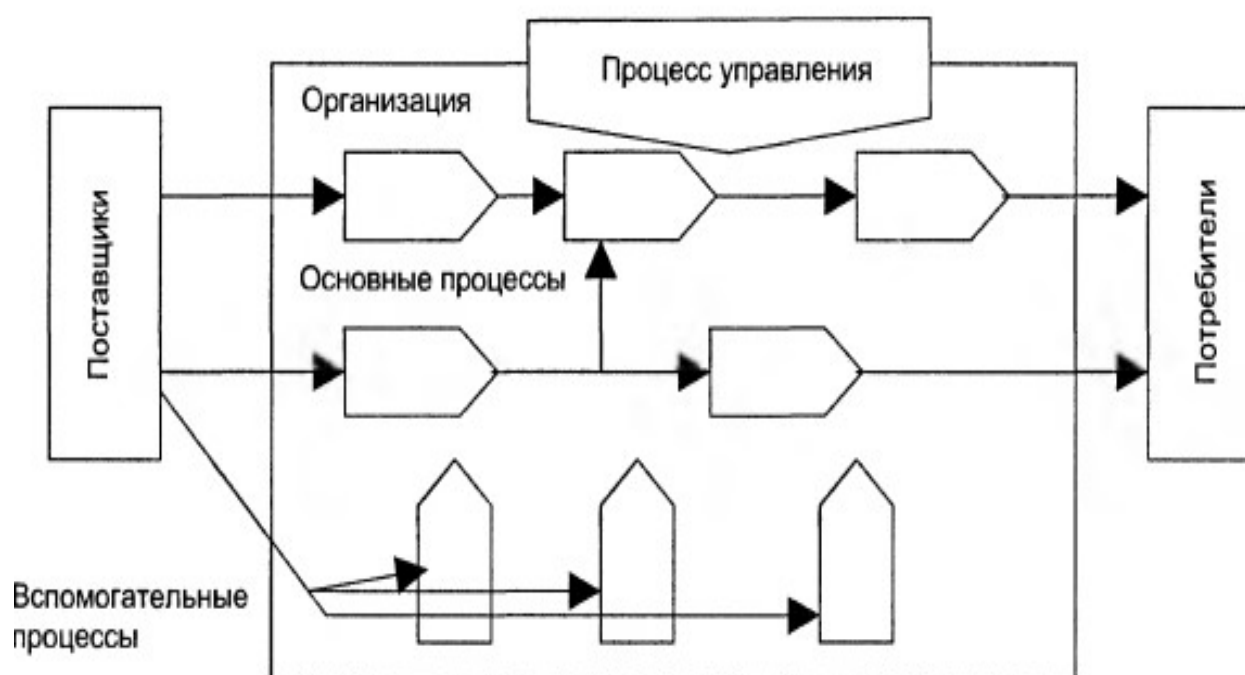 Процесс управления
Организация
Поставщики
Основные процессы
Потребители
Вспомогательные
процессы